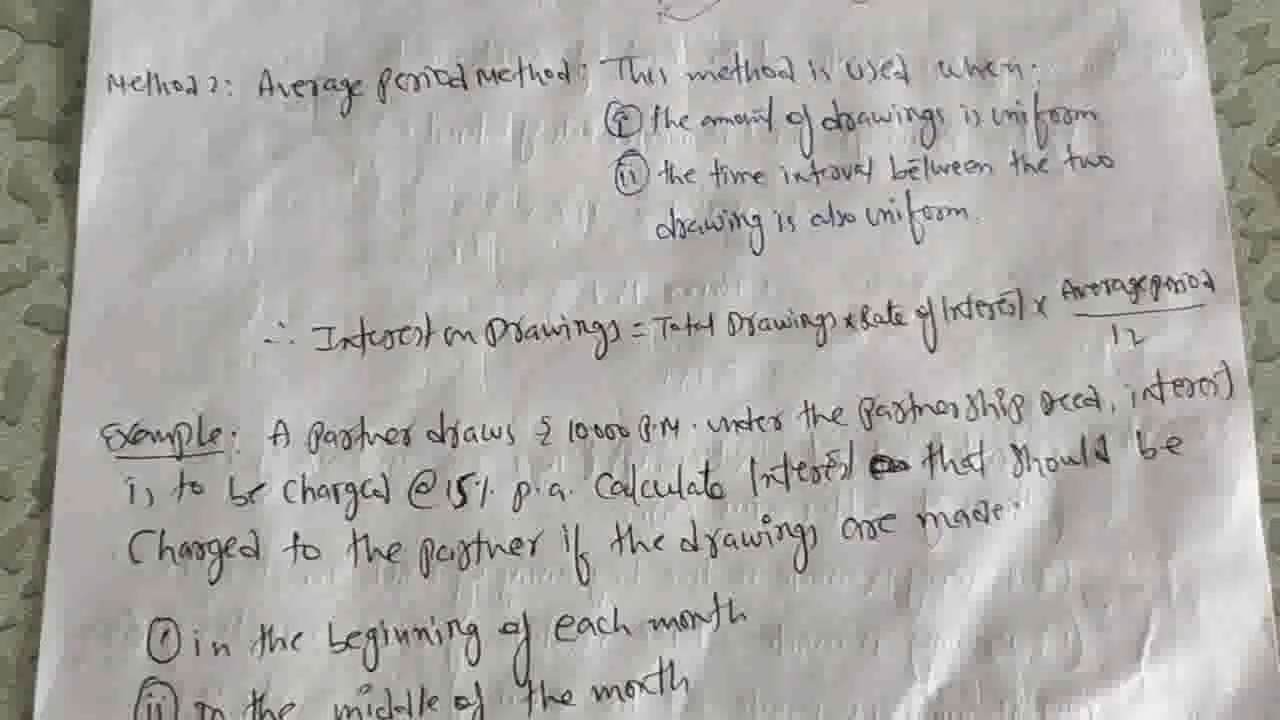 Method 2: Average period Method: This method is used when:
(i) the amount of drawings is uniform
(ii) the time interval between the two
drawing is also uniform.
∴ Interest on Drawings = Total Drawings × Rate of Interest × Average period / 12
Example: A partner draws ₹ 10000 P.M. under the partnership deed, interest
is to be charged @ 15% p.a. Calculate Interest that should be
Charged to the partner if the drawings are made:
(i) in the beginning of each month
(ii) In the middle of the month